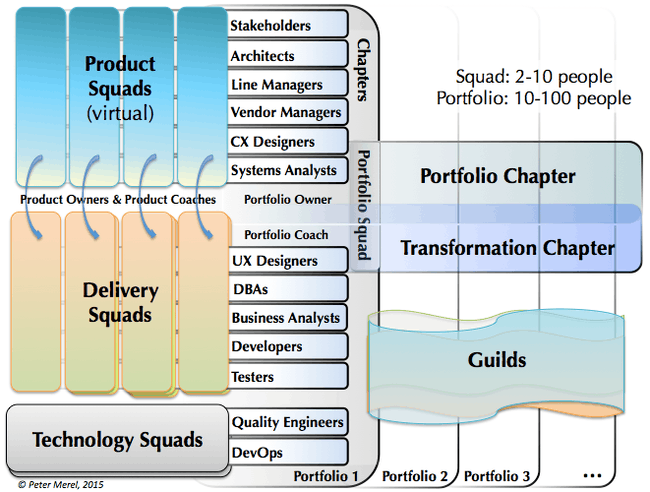 Stakeholders
Architects
Line Managers
Vendor Managers
CX Designers
Systems Analysts
Product
Squads
(virtual)
Chapters
Squad: 2-10 people
Portfolio: 10-100 people
Portfolio Squad
Portfolio Chapter
Transformation Chapter
Product Owners & Product Coaches
Portfolio Owner
Portfolio Coach
UX Designers
DBAs
Business Analysts
Developers
Testers
Delivery
Squads
Guilds
Technology Squads
Quality Engineers
DevOps
Portfolio 1
Portfolio 2
Portfolio 3
...
© Peter Merel, 2015